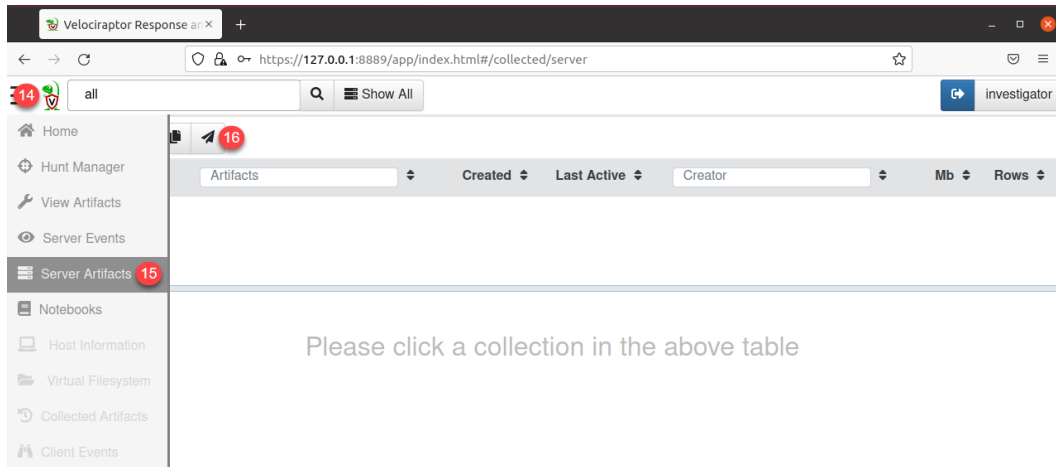 Velociraptor Response an
https://127.0.0.1:8889/app/index.html#/collected/server
14 all Show All investigator
Home
16
Hunt Manager
Artifacts Created Last Active Creator Mb Rows
View Artifacts
Server Events
Server Artifacts 15
Notebooks
Host Information
Please click a collection in the above table
Virtual Filesystem
Collected Artifacts
Client Events